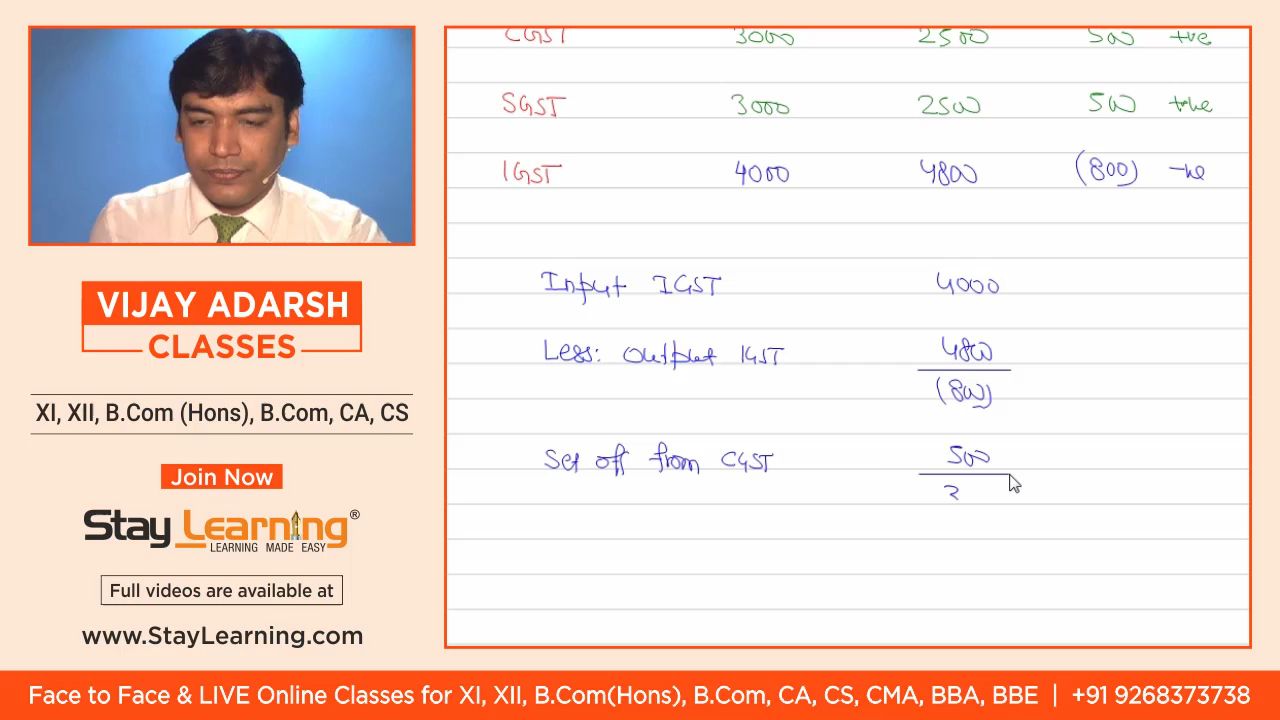 CGST 3000 2500 500 +ve
SGST 3000 2500 500 +ve
IGST 4000 4800 (800) -ve
Input IGST 4000
Less: Output IGST 4800
(800)
Set off from CGST 500
3
VIJAY ADARSH
CLASSES
XI, XII, B.Com (Hons), B.Com, CA, CS
Join Now
Stay Learning®
LEARNING MADE EASY
Full videos are available at
www.StayLearning.com
Face to Face & LIVE Online Classes for XI, XII, B.Com(Hons), B.Com, CA, CS, CMA, BBA, BBE | +91 9268373738